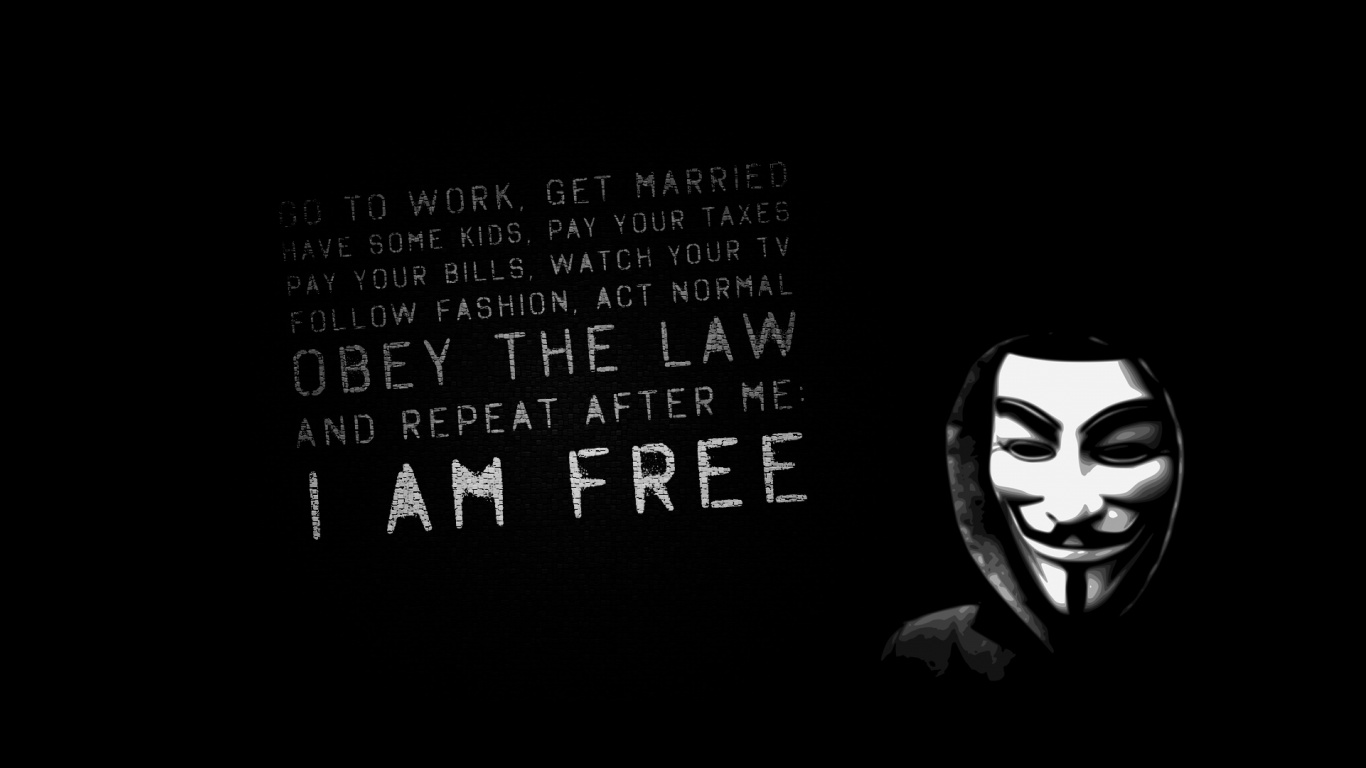 GO TO WORK, GET MARRIED
HAVE SOME KIDS, PAY YOUR TAXES
PAY YOUR BILLS, WATCH YOUR TV
FOLLOW FASHION, ACT NORMAL
OBEY THE LAW
AND REPEAT AFTER ME:
I AM FREE